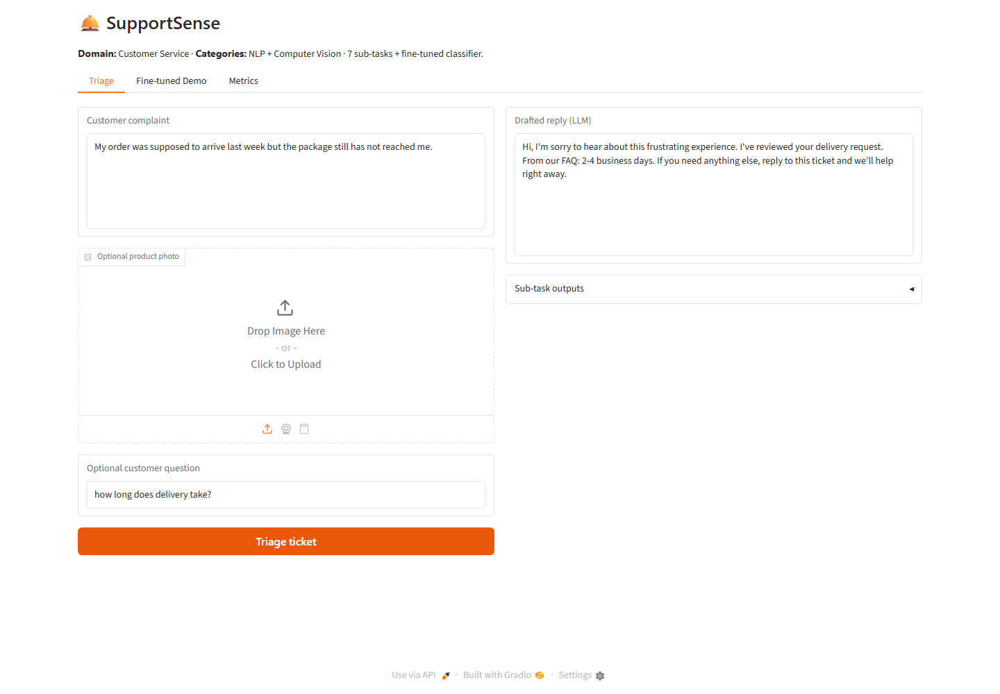 SupportSense
Domain: Customer Service · Categories: NLP + Computer Vision · 7 sub-tasks + fine-tuned classifier.
Triage
Fine-tuned Demo
Metrics
Customer complaint
My order was supposed to arrive last week but the package still has not reached me.
Optional product photo
Drop Image Here
- or -
Click to Upload
Optional customer question
how long does delivery take?
Triage ticket
Drafted reply (LLM)
Hi, I'm sorry to hear about this frustrating experience. I've reviewed your delivery request.
From our FAQ: 2-4 business days. If you need anything else, reply to this ticket and we'll help
right away.
Sub-task outputs
Use via API · Built with Gradio · Settings